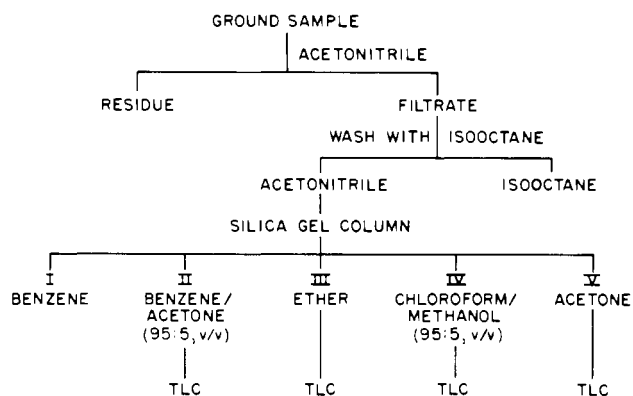 GROUND SAMPLE
ACETONITRILE
RESIDUE FILTRATE
WASH WITH ISOOCTANE
ACETONITRILE ISOOCTANE
SILICA GEL COLUMN
I II III IV V
BENZENE BENZENE/ ETHER CHLOROFORM/ ACETONE
ACETONE METHANOL
(95:5, v/v) (95:5, v/v)
TLC TLC TLC TLC